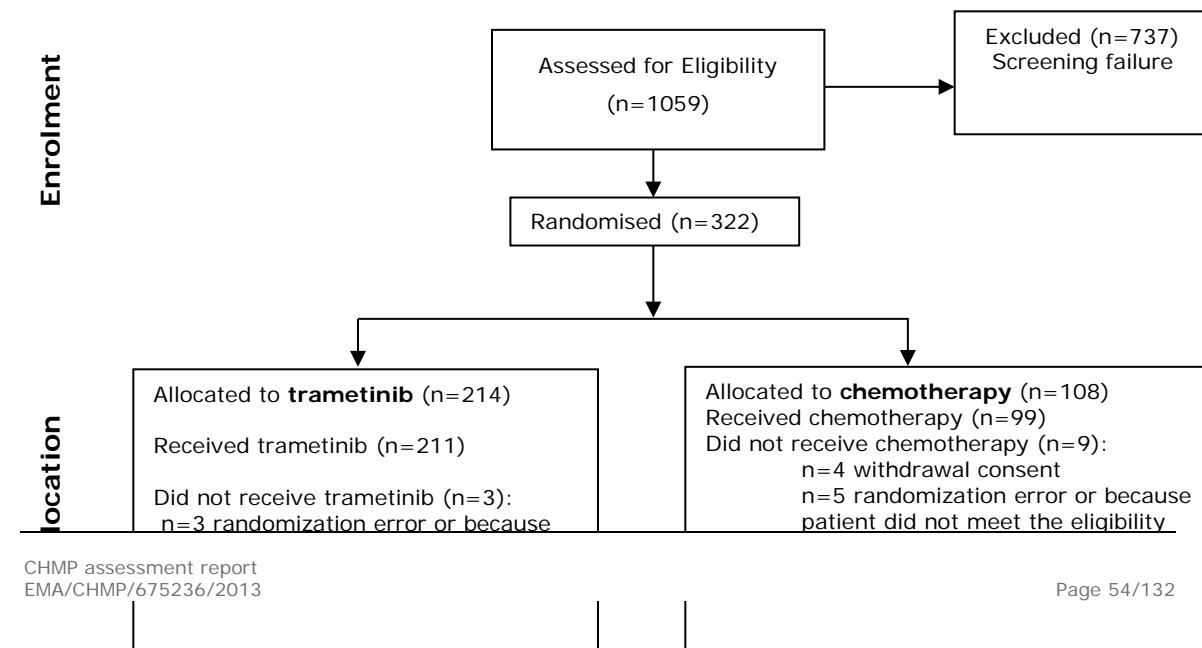 Enrolment
Assessed for Eligibility
(n=1059)
Excluded (n=737)
Screening failure
Randomised (n=322)
location
Allocated to trametinib (n=214)
Received trametinib (n=211)
Did not receive trametinib (n=3):
n=3 randomization error or because
Allocated to chemotherapy (n=108)
Received chemotherapy (n=99)
Did not receive chemotherapy (n=9):
n=4 withdrawal consent
n=5 randomization error or because
patient did not meet the eligibility
CHMP assessment report
EMA/CHMP/675236/2013
Page 54/132